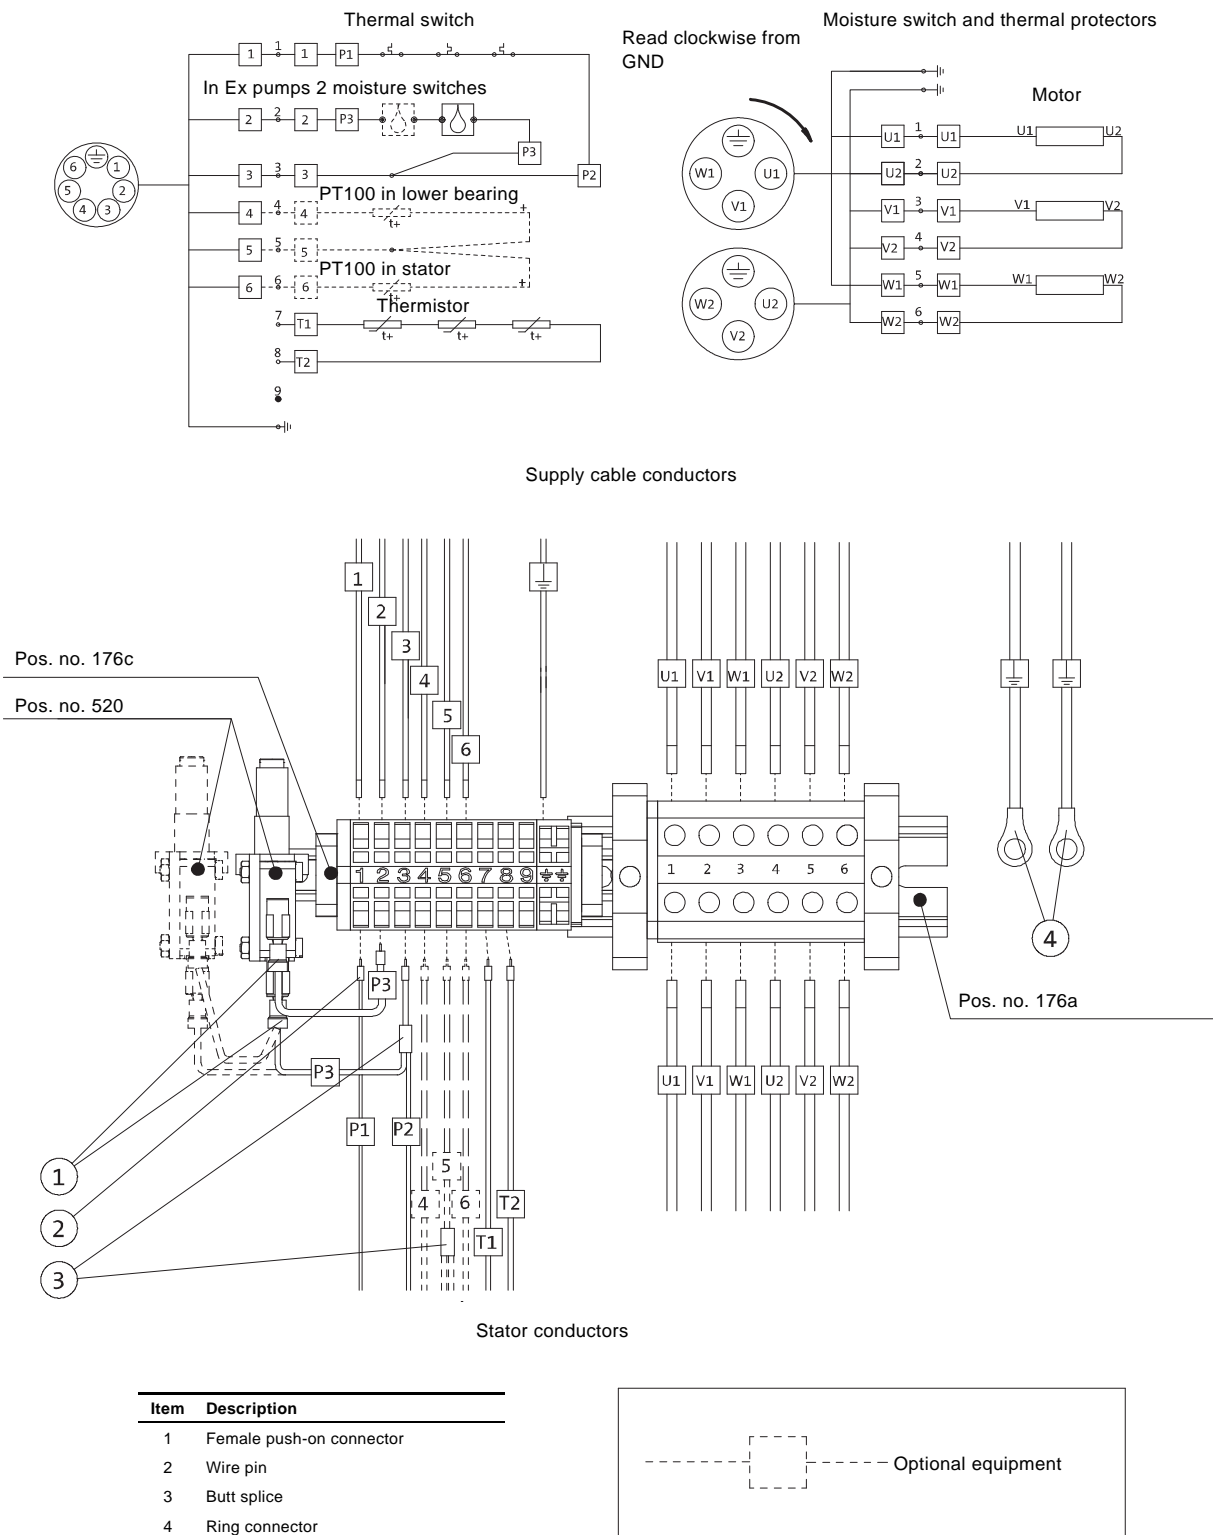 Thermal switch
Moisture switch and thermal protectors
Read clockwise from
GND
1 1 1 P1
In Ex pumps 2 moisture switches
2 2 2 P3
P3
3 3 3 P2
PT100 in lower bearing
4 4 4 t+ +
5 5 5
PT100 in stator
6 6 6 t+ +
Thermistor
7 T1 t+ t+ t+
8 T2
9
6 1
5 2
4 3
W1 U1
V1
W2 U2
V2
Motor
U1 1 U1 U1 U2
U2 2 U2
V1 3 V1 V1 V2
V2 4 V2
W1 5 W1 W1 W2
W2 6 W2
Supply cable conductors
1
2
3
4
5
6
U1 V1 W1 U2 V2 W2
Pos. no. 176c
Pos. no. 520
1 2 3 4 5 6 7 8 9
1 2 3 4 5 6
4
Pos. no. 176a
P3
P3
U1 V1 W1 U2 V2 W2
P1 P2
5
4 6 T2
T1
1
2
3
Stator conductors
Item Description
1 Female push-on connector
2 Wire pin
3 Butt splice
4 Ring connector
Optional equipment